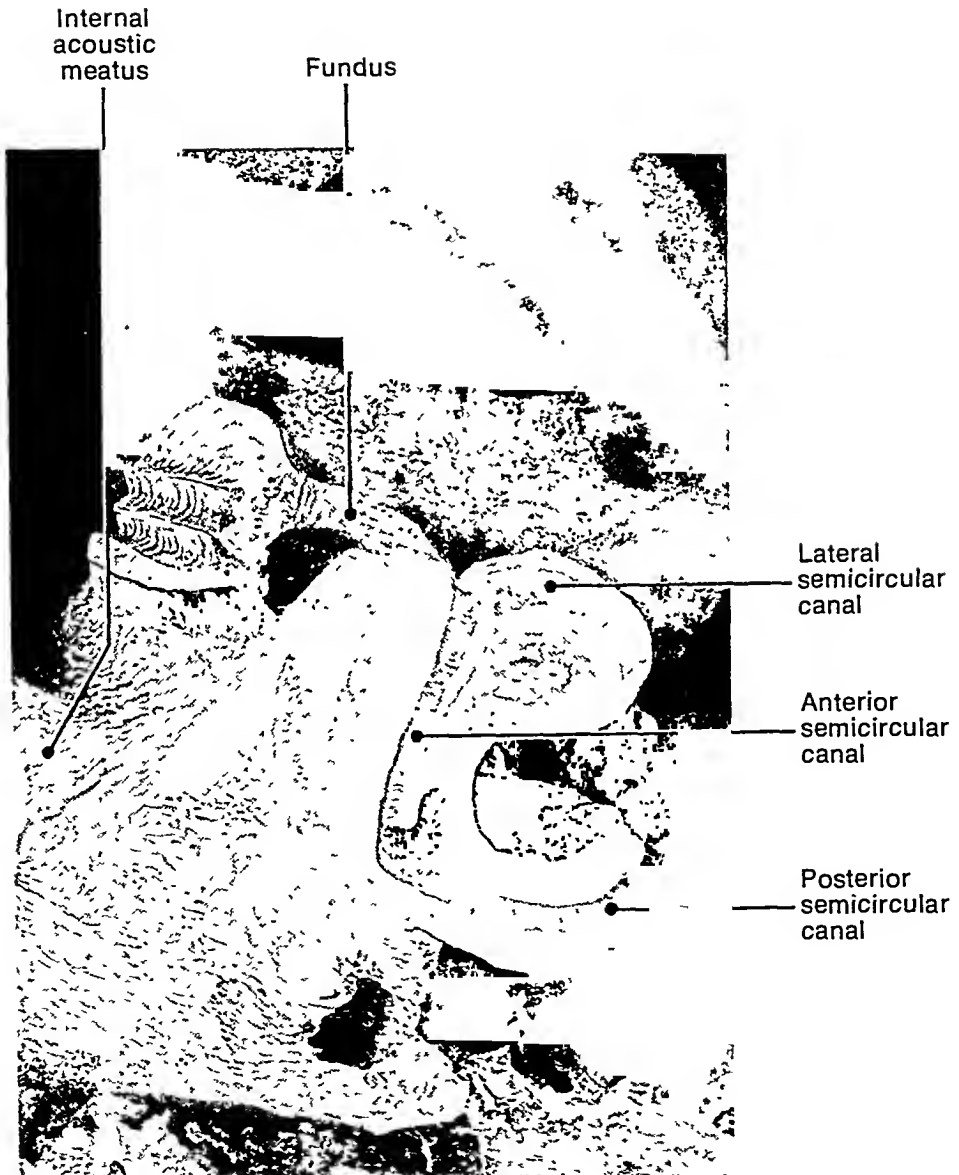 Internal
acoustic
meatus
Fundus
Lateral
semicircular
canal
Anterior
semicircular
canal
Posterior
semicircular
canal